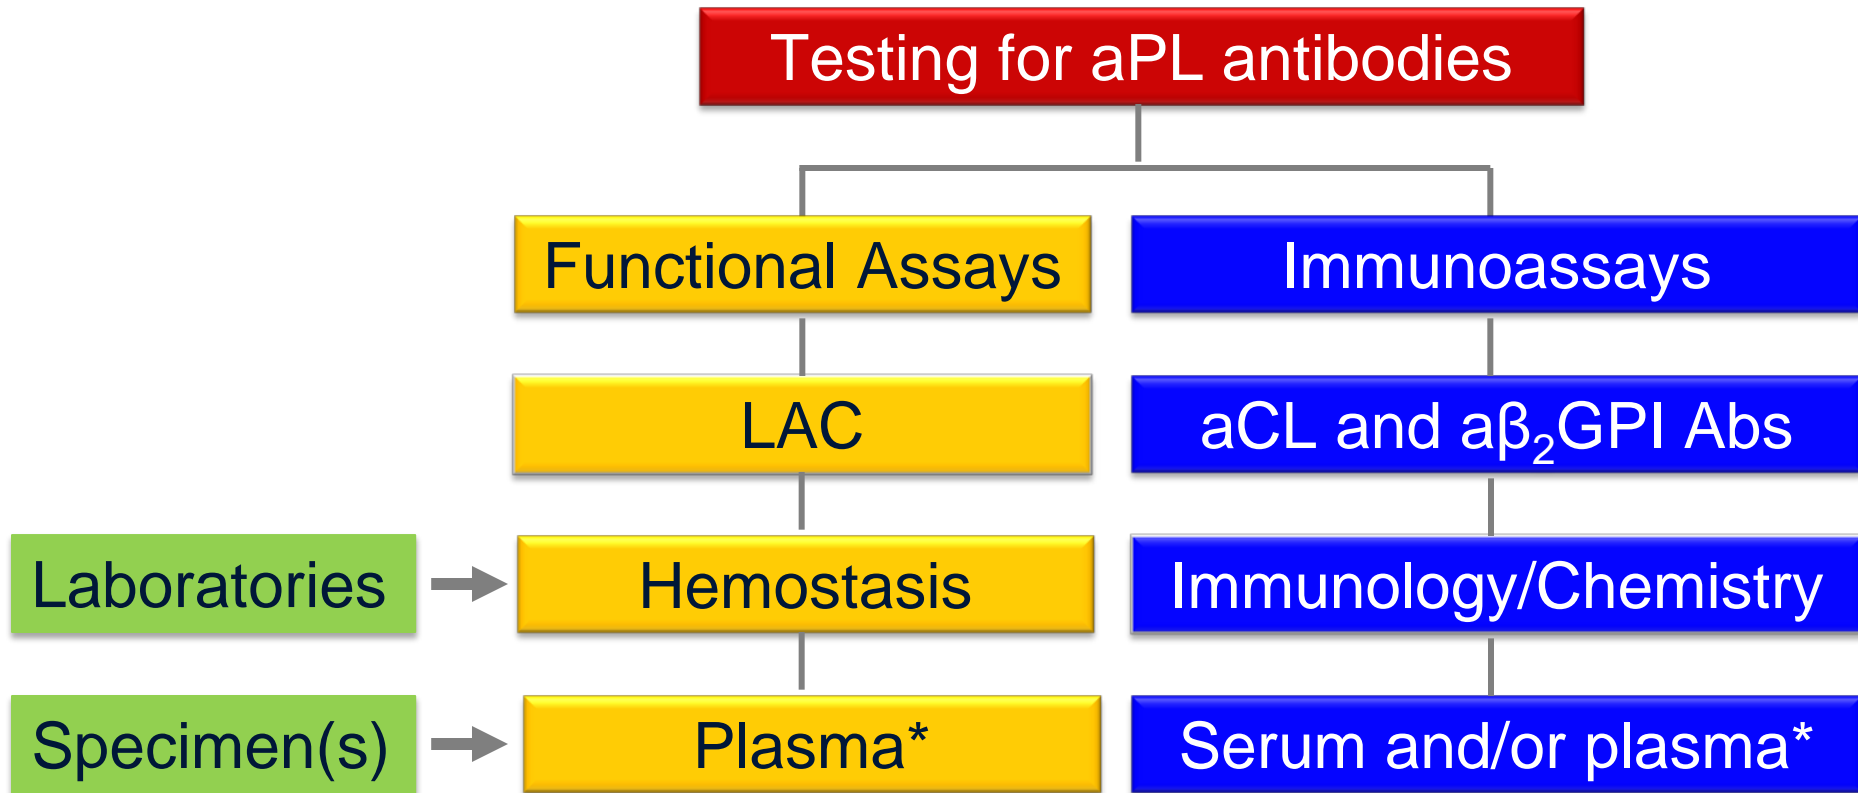 Testing for aPL antibodies
Functional Assays
Immunoassays
LAC
aCL and aβ₂GPI Abs
Laboratories
Hemostasis
Immunology/Chemistry
Specimen(s)
Plasma*
Serum and/or plasma*